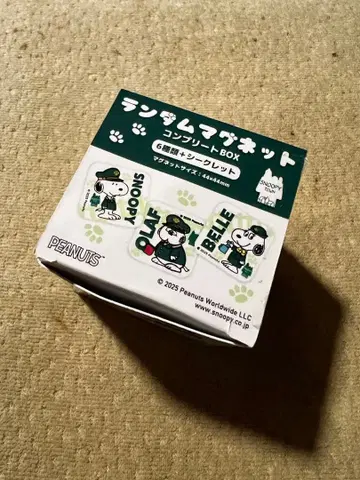 ランダムマグネット
コンプリートBOX
6種類+シークレット
マグネットサイズ:44x44mm
SNOOPY
TOWN
SNOOPY
OLAF
BELLE
PEANUTS
© 2025 Peanuts Worldwide LLC
www.snoopy.co.jp